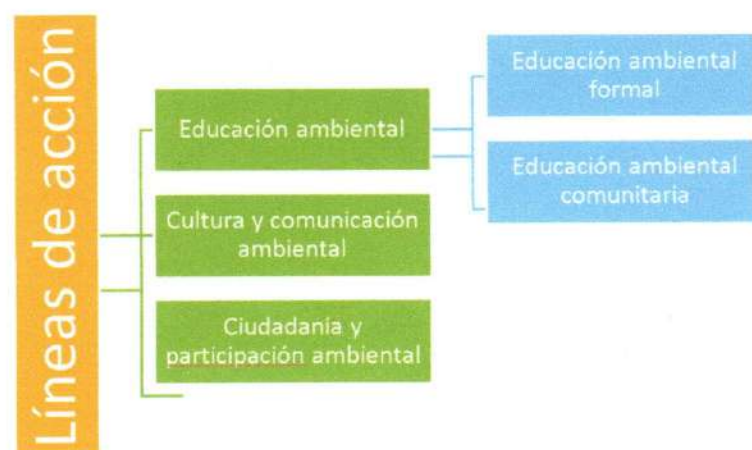 Líneas de acción
Educación ambiental
Educación ambiental
formal
Educación ambiental
comunitaria
Cultura y comunicación
ambiental
Ciudadanía y
participación ambiental